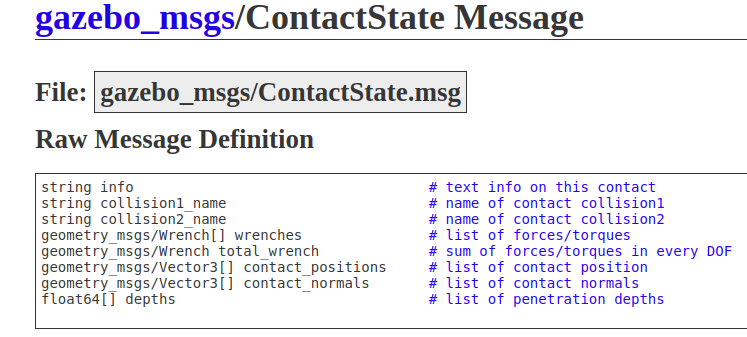 gazebo_msgs/ContactState Message
File: gazebo_msgs/ContactState.msg
Raw Message Definition
string info # text info on this contact
string collision1_name # name of contact collision1
string collision2_name # name of contact collision2
geometry_msgs/Wrench[] wrenches # list of forces/torques
geometry_msgs/Wrench total_wrench # sum of forces/torques in every DOF
geometry_msgs/Vector3[] contact_positions # list of contact position
geometry_msgs/Vector3[] contact_normals # list of contact normals
float64[] depths # list of penetration depths